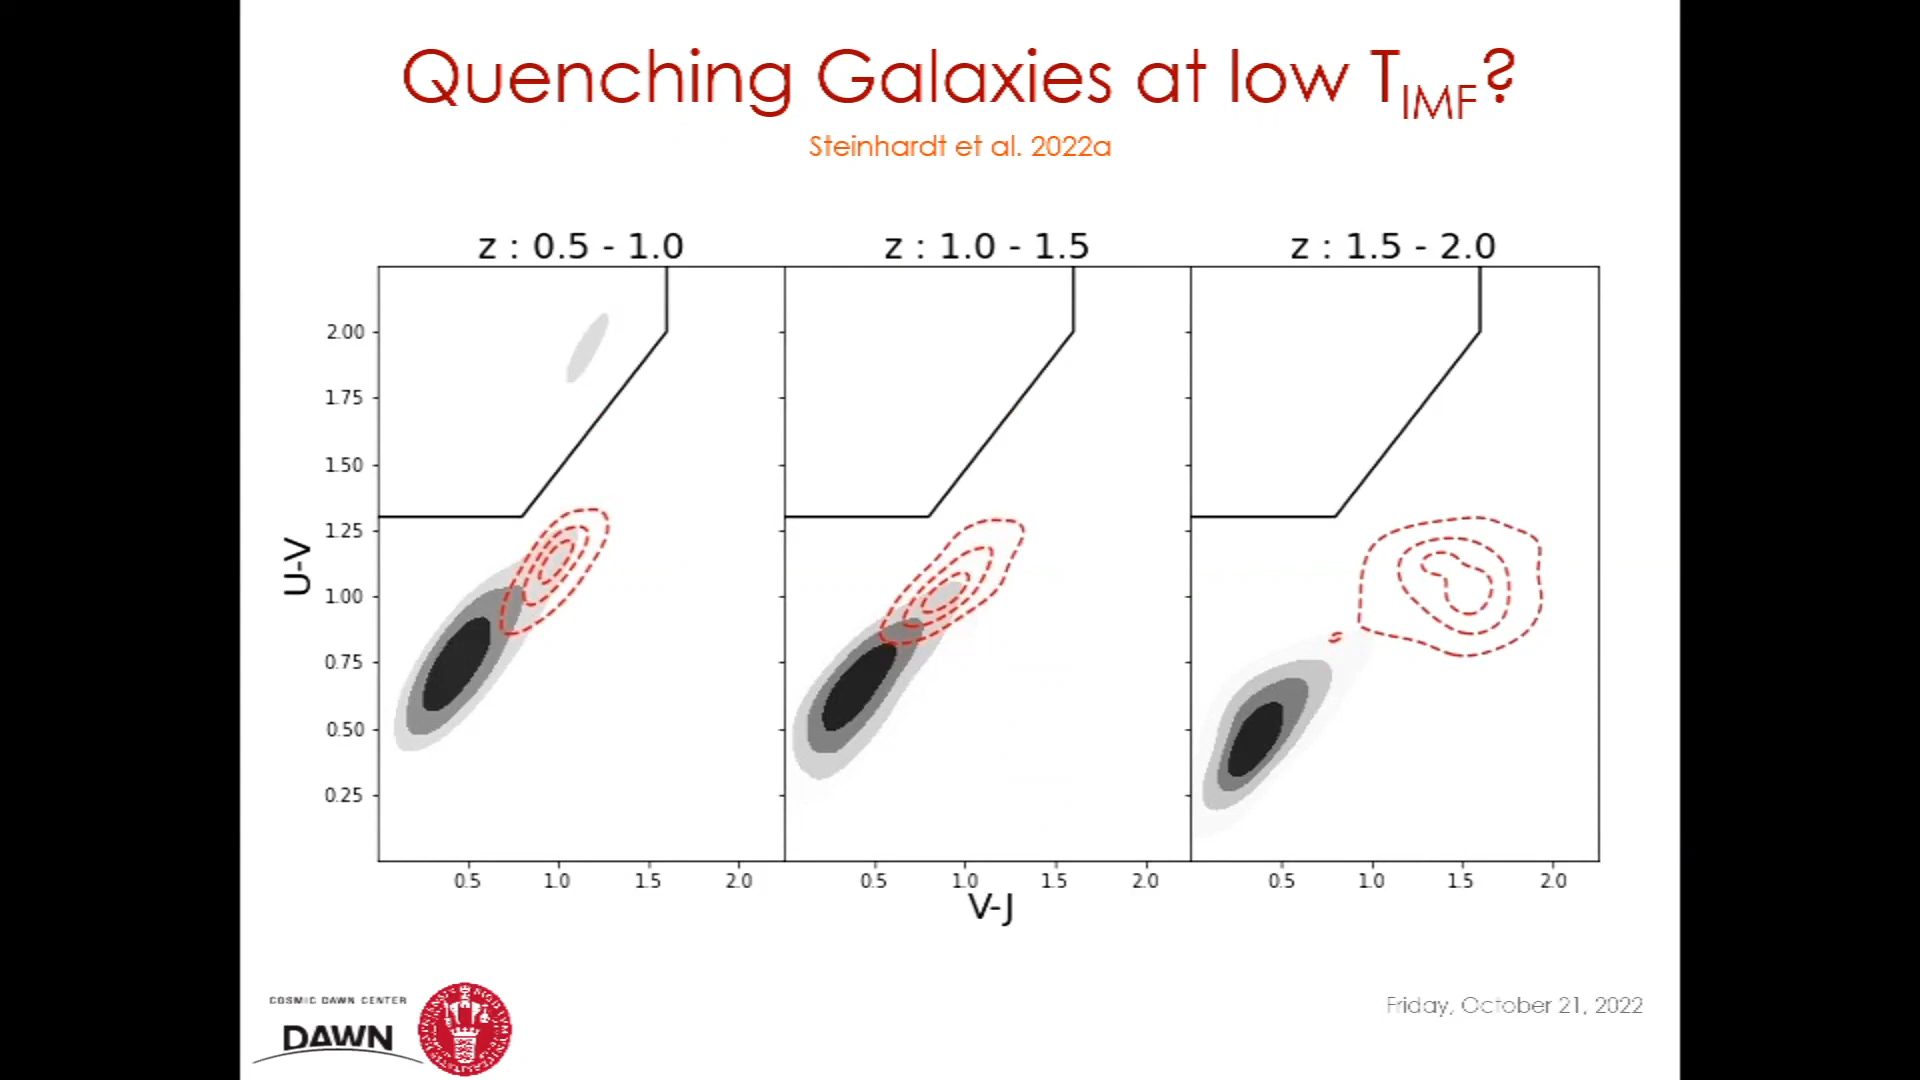 Quenching Galaxies at low T_IMF?
Steinhardt et al. 2022a
z : 0.5 - 1.0
z : 1.0 - 1.5
z : 1.5 - 2.0
2.00
1.75
1.50
1.25
1.00
0.75
0.50
0.25
U-V
0.5 1.0 1.5 2.0
0.5 1.0 1.5 2.0
0.5 1.0 1.5 2.0
V-J
COSMIC DAWN CENTER
DAWN
Friday, October 21, 2022